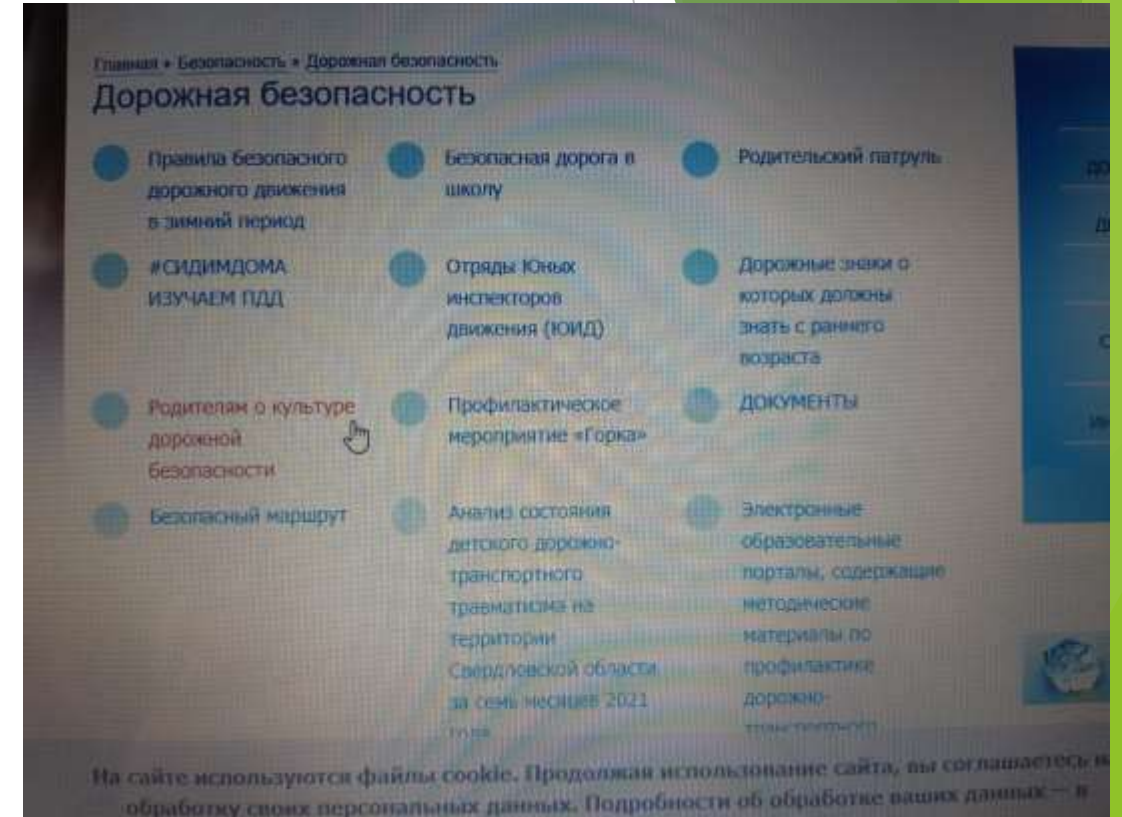 Главная » Безопасность » Дорожная безопасность
Дорожная безопасность
Правила безопасного
дорожного движения
в зимний период
Безопасная дорога в
школу
Родительский патруль
#СИДИМДОМА
ИЗУЧАЕМ ПДД
Отряды Юных
инспекторов
движения (ЮИД)
Дорожные знаки о
которых должны
знать с раннего
возраста
Родителям о культуре
дорожной
безопасности
Профилактическое
мероприятие «Горка»
ДОКУМЕНТЫ
Безопасный маршрут
Анализ состояния
детского дорожно-
транспортного
травматизма на
территории
Свердловской области
за семь месяцев 2021
года
Электронные
образовательные
порталы, содержащие
методические
материалы по
профилактике
дорожно-
транспортного
На сайте используются файлы cookie. Продолжая использование сайта, вы соглашаетесь
обработку своих персональных данных. Подробности об обработке ваших данных — в